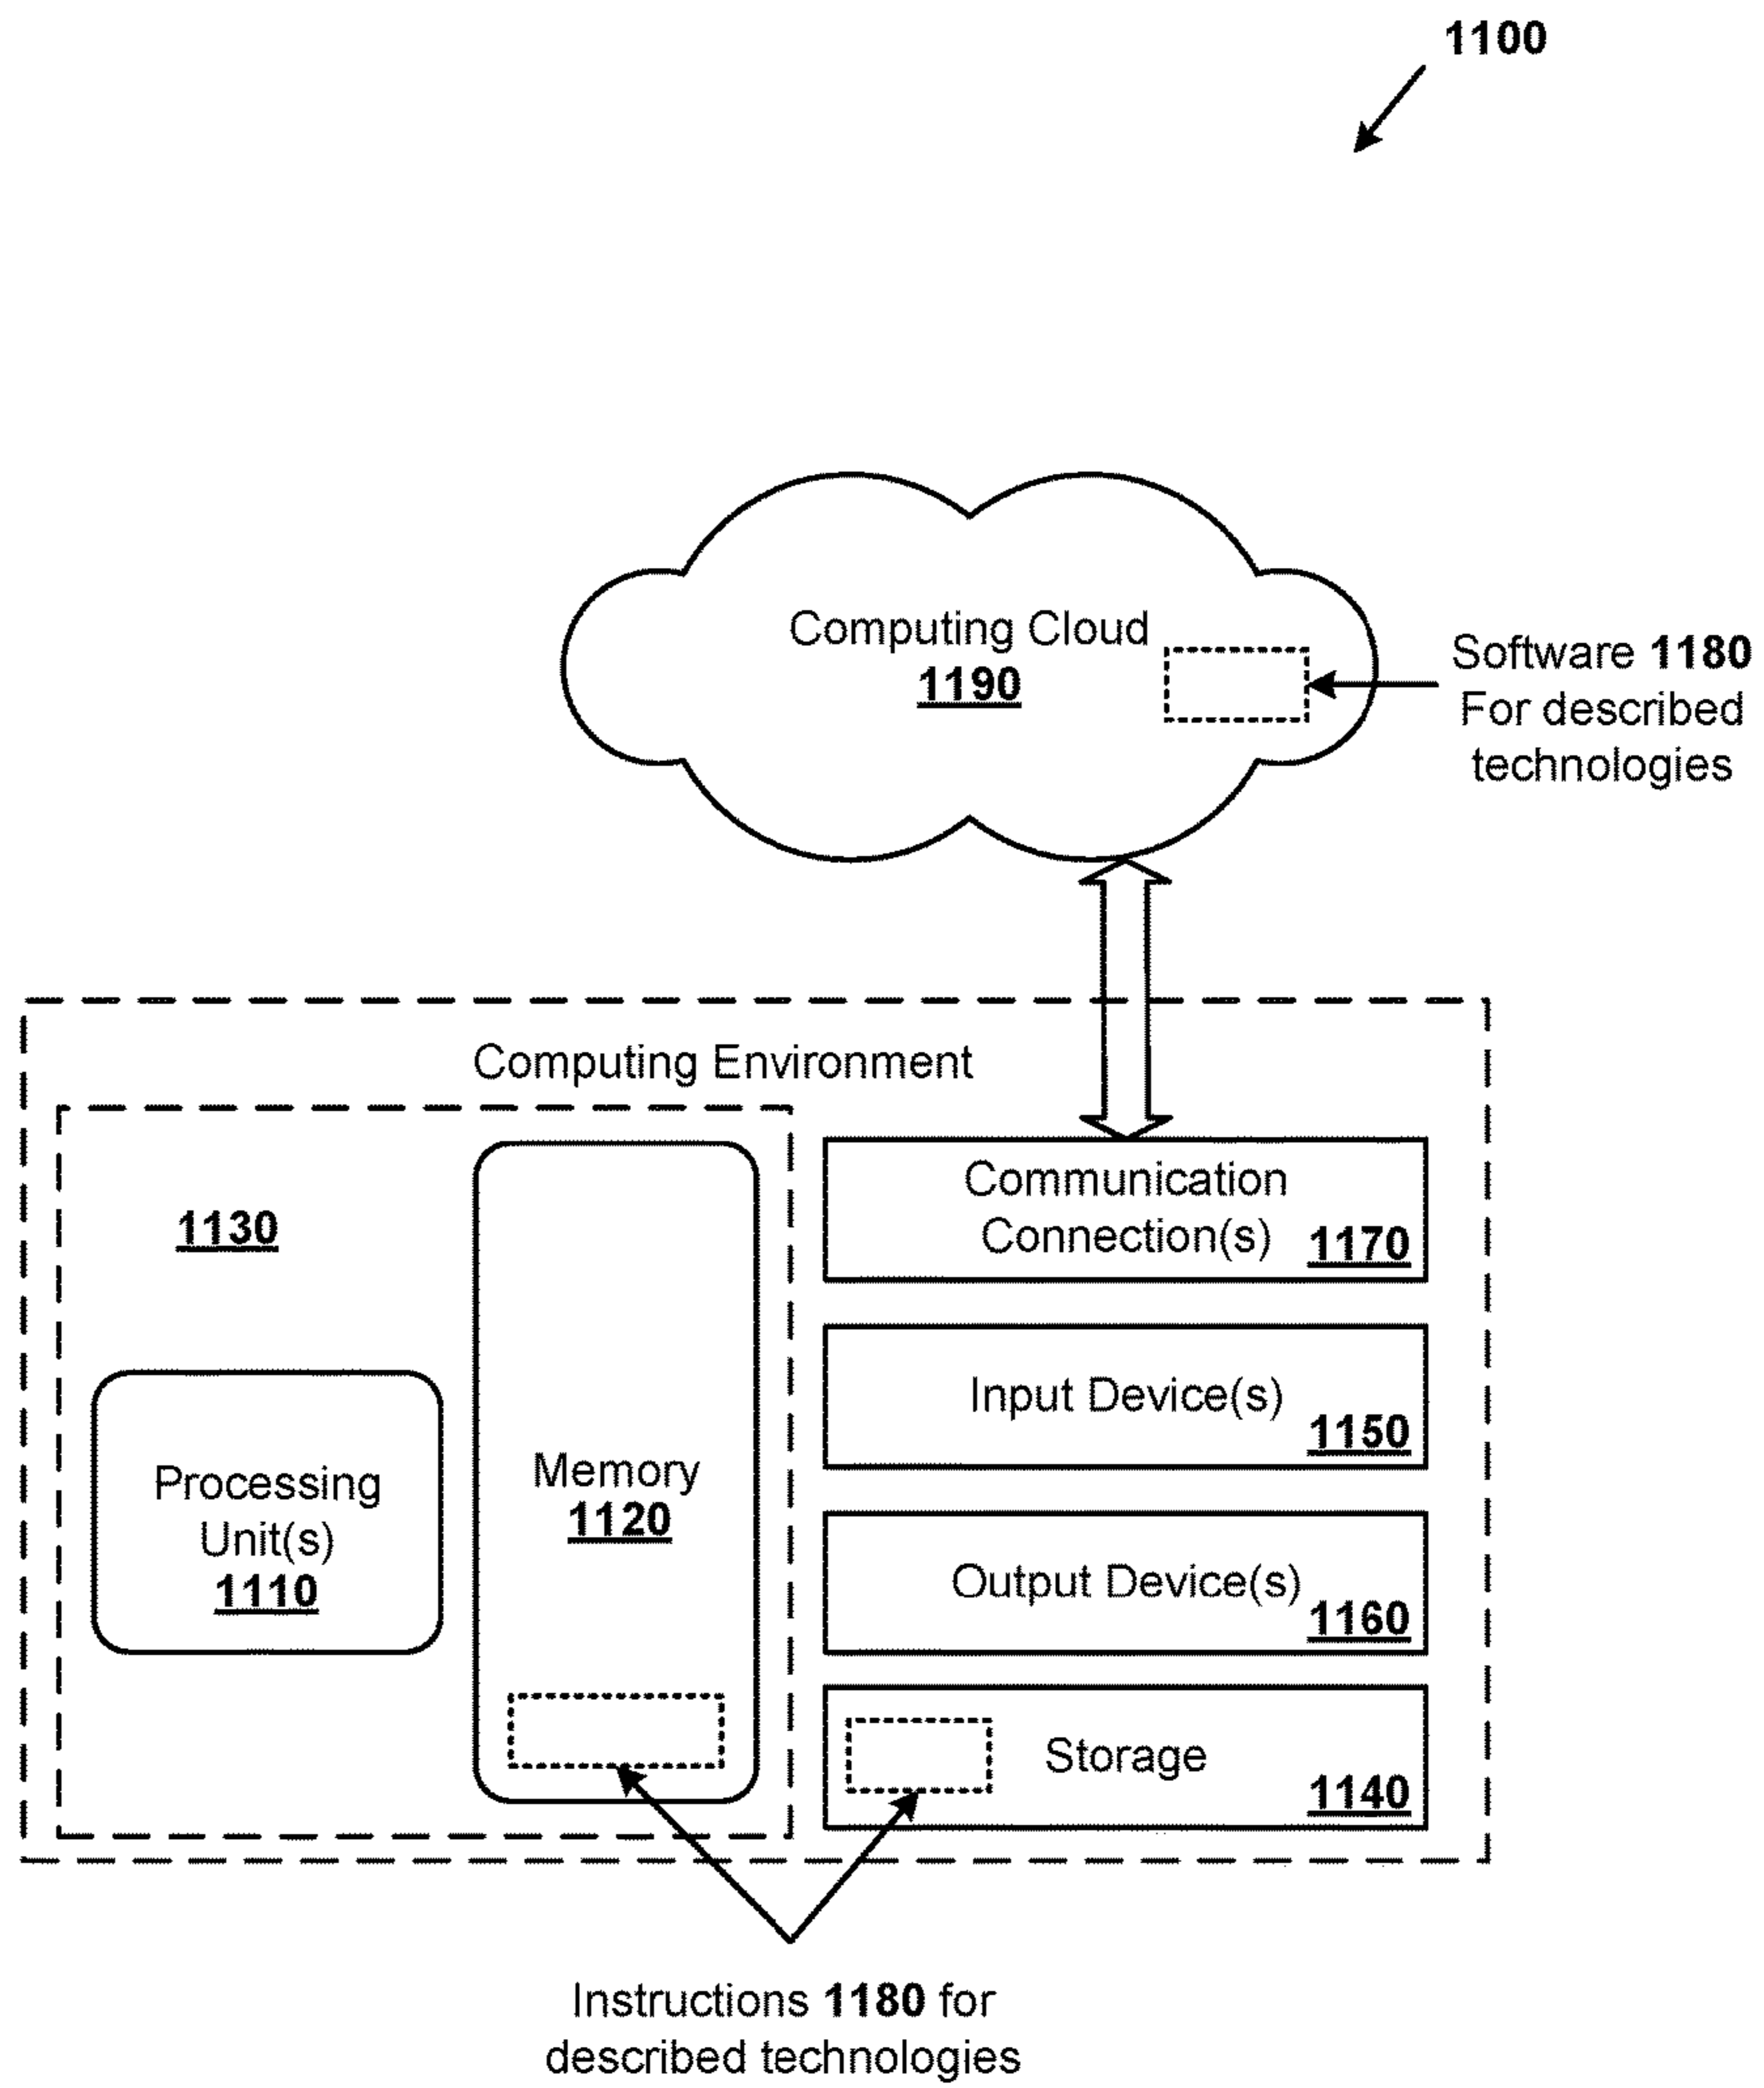 1100
Computing Cloud
1190
Software 1180
For described
technologies
Computing Environment
1130
Processing
Unit(s)
1110
Memory
1120
Communication
Connection(s)
1170
Input Device(s)
1150
Output Device(s)
1160
Storage
1140
Instructions 1180 for
described technologies